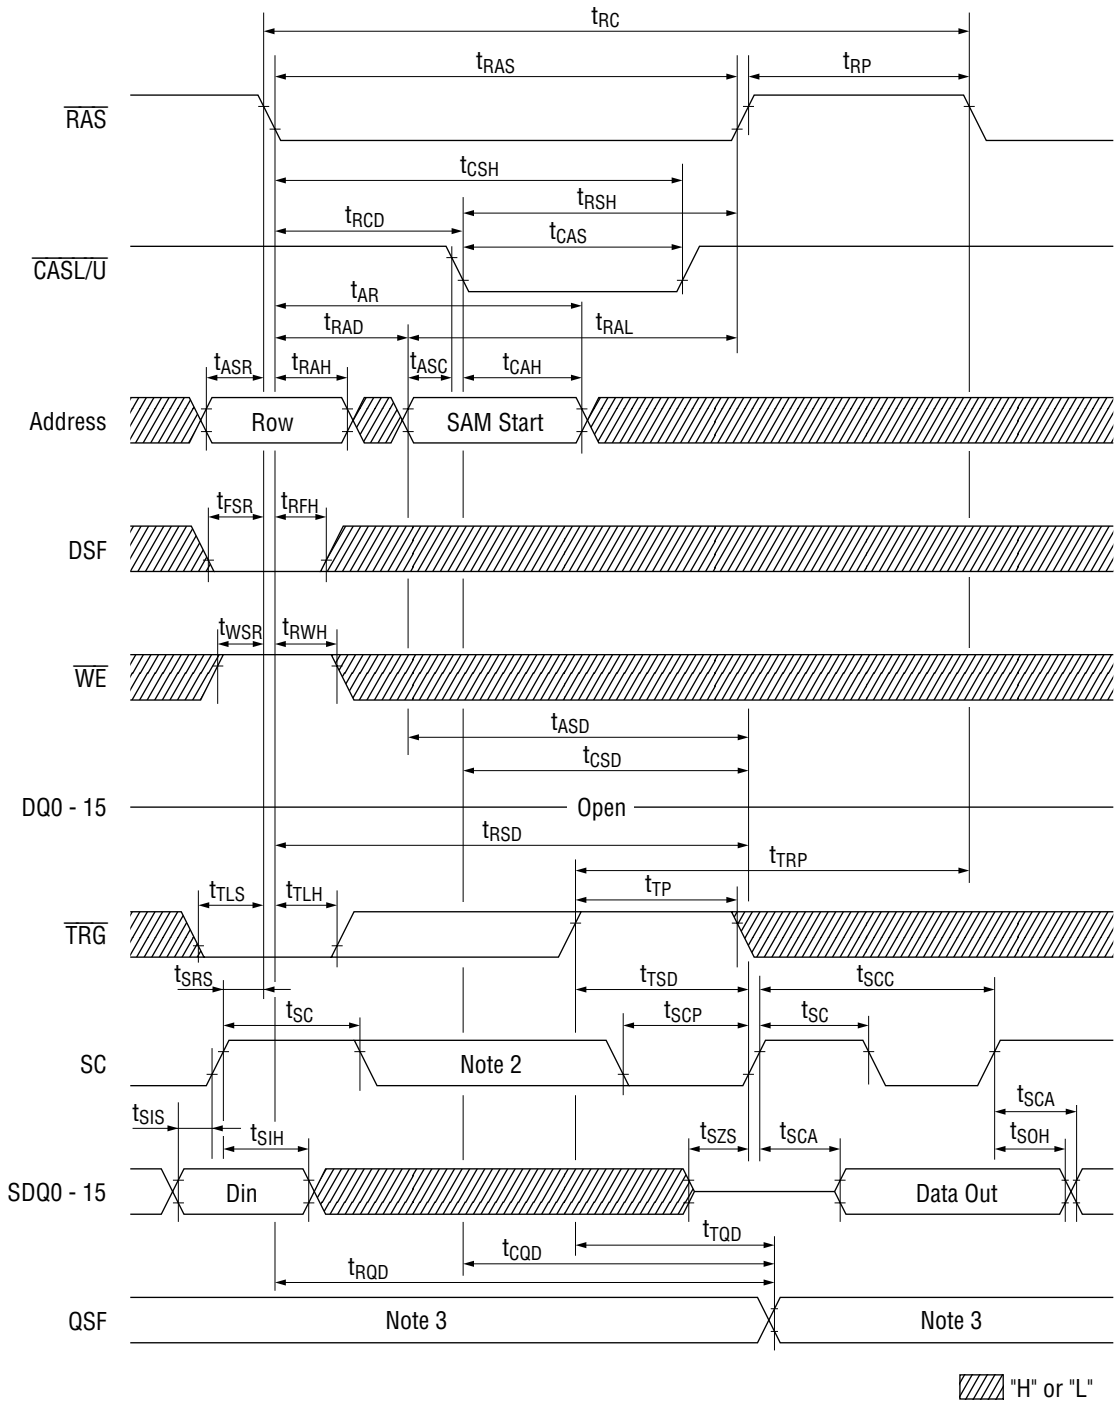 tRC
tRAS tRP
RAS
tCSH
tRSH
tRCD
tCAS
CASL/U
tAR
tRAD tRAL
tASR tRAH tASC tCAH
Address Row SAM Start
tFSR tRFH
DSF
tWSR tRWH
WE
tASD
tCSD
DQ0 - 15 Open
tRSD
tTRP
tTP
tTLS tTLH
TRG
tSRS tTSD tSCC
tSC tSCP tSC
SC Note 2
tSIS tSCA
tSIH tSZS tSCA tSOH
SDQ0 - 15 Din Data Out
tTQD
tCQD
tRQD
QSF Note 3 Note 3
"H" or "L"